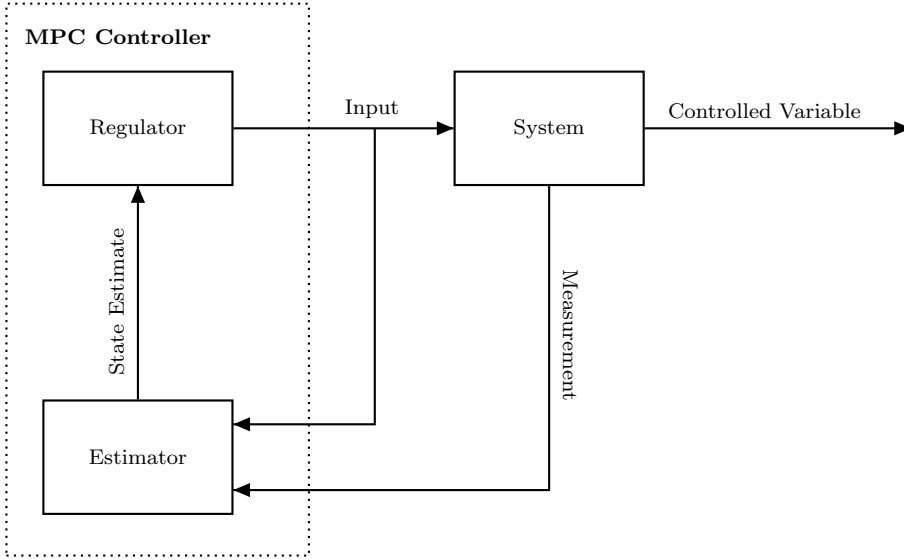 MPC Controller
Regulator
Input
System
Controlled Variable
State Estimate
Measurement
Estimator